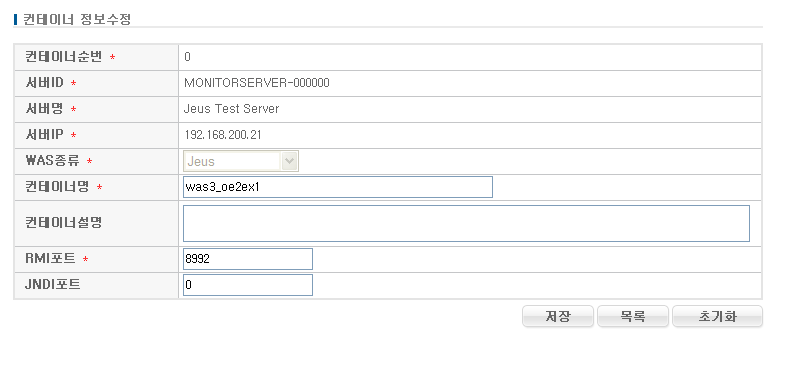 컨테이너 정보수정
컨테이너순번 * 0
서버ID * MONITORSERVER-000000
서버명 * Jeus Test Server
서버IP * 192.168.200.21
WAS종류 * Jeus
컨테이너명 * was3_oe2ex1
컨테이너설명
RMI포트 * 8992
JNDI포트 0
저장 목록 초기화